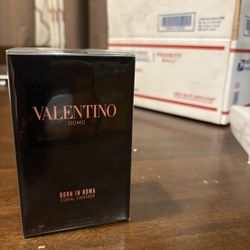 VALENTINO
UOMO
BORN IN ROMA
CORAL FANTASY
PRIORITY
MAIL